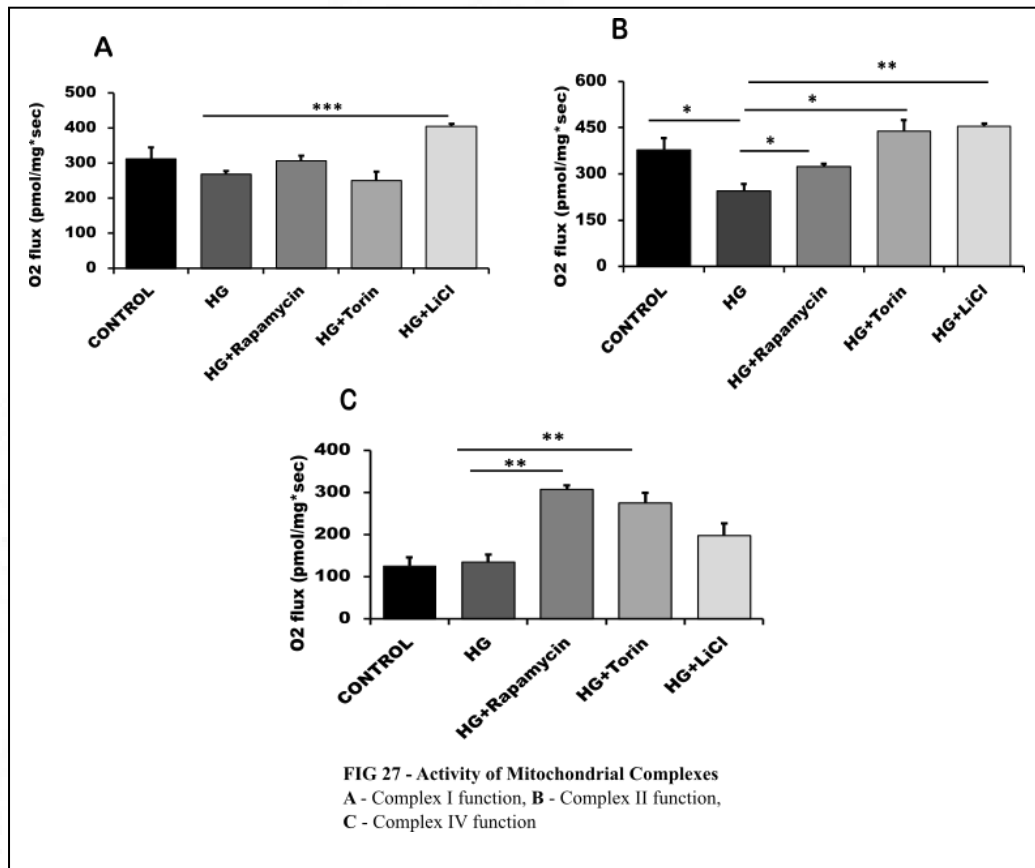 A
O2 flux (pmol/mg*sec)
500
400
300
200
100
0
***
CONTROL
HG
HG+Rapamycin
HG+Torin
HG+LiCl
B
O2 flux (pmol/mg*sec)
600
450
300
150
0
**
*
*
*
CONTROL
HG
HG+Rapamycin
HG+Torin
HG+LiCl
C
O2 flux (pmol/mg*sec)
400
300
200
100
0
**
**
CONTROL
HG
HG+Rapamycin
HG+Torin
HG+LiCl
FIG 27 - Activity of Mitochondrial Complexes
A - Complex I function, B - Complex II function,
C - Complex IV function